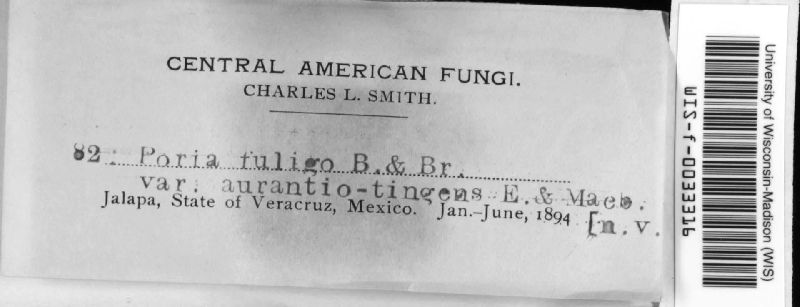 CENTRAL AMERICAN FUNGI.
CHARLES L. SMITH.
82. Poria fuligo B. & Br.
var. aurantio-tingens E. & Macb.
Jalapa, State of Veracruz, Mexico. Jan.-June, 1894 [n.v.
University of Wisconsin-Madison (WIS)
WIS-f-0033316